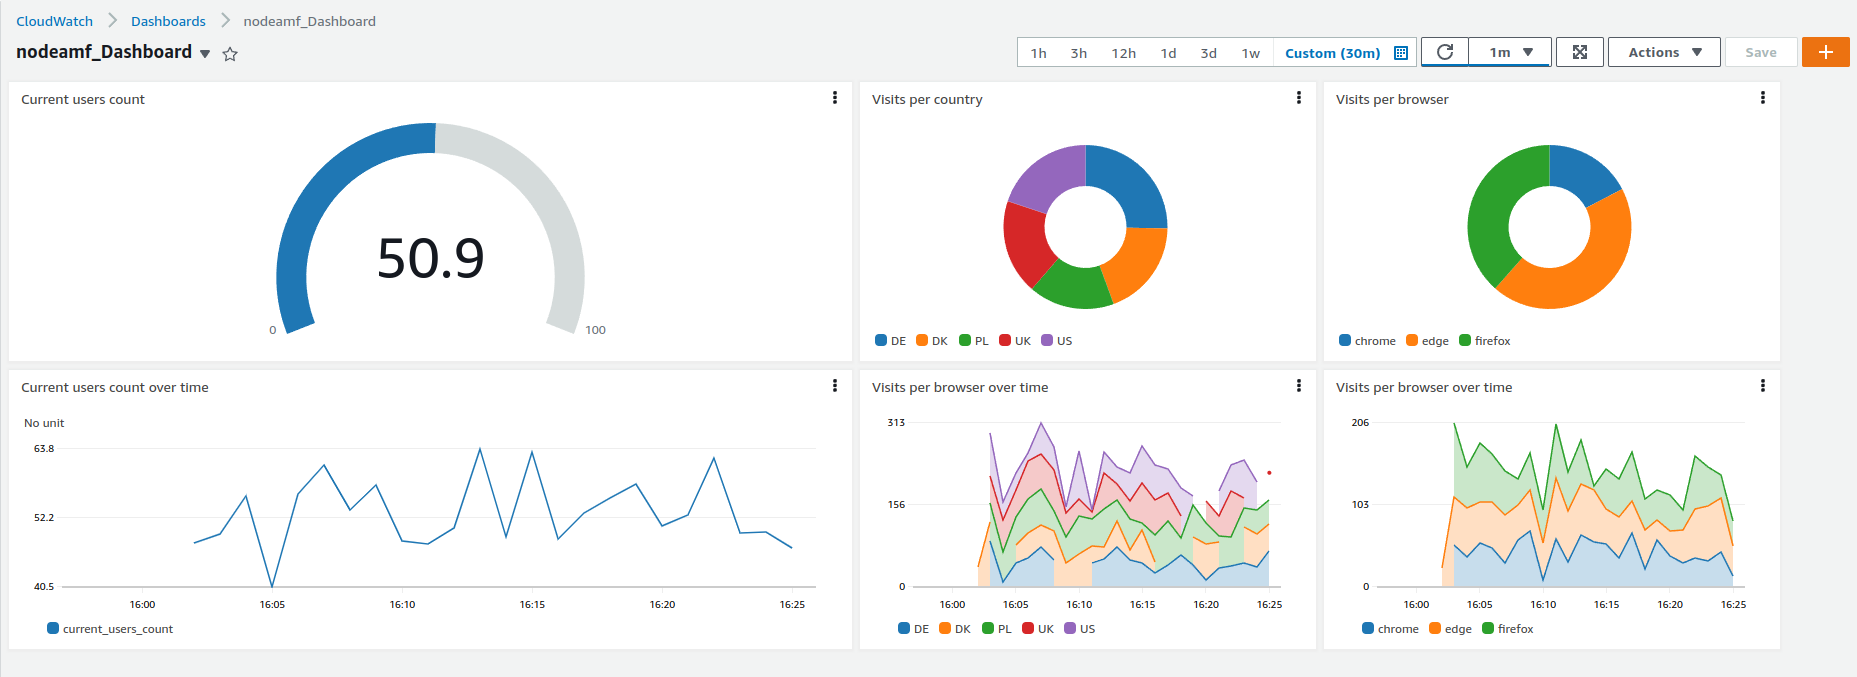 CloudWatch > Dashboards > nodeamf_Dashboard
nodeamf_Dashboard
1h 3h 12h 1d 3d 1w Custom (30m) 1m Actions Save
Current users count
50.9
0 100
Visits per country
DE DK PL UK US
Visits per browser
chrome edge firefox
Current users count over time
No unit
63.8
52.2
40.5
16:00 16:05 16:10 16:15 16:20 16:25
current_users_count
Visits per browser over time
313
156
0
16:00 16:05 16:10 16:15 16:20 16:25
DE DK PL UK US
Visits per browser over time
206
103
0
16:00 16:05 16:10 16:15 16:20 16:25
chrome edge firefox